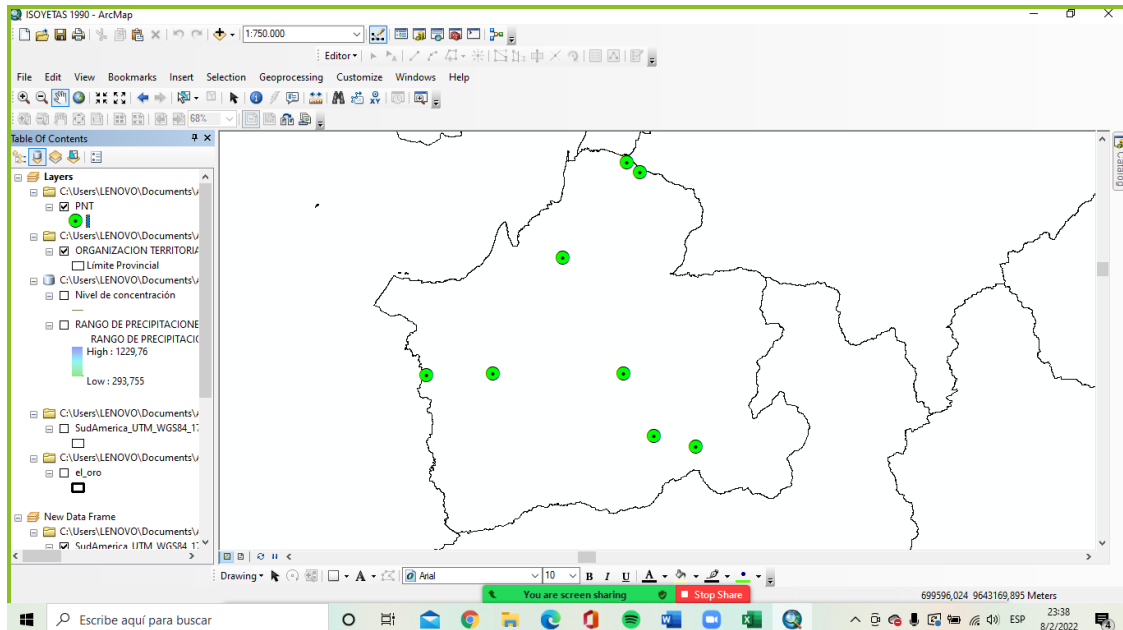 ISOYETAS 1990 - ArcMap
1:750.000
Editor
File Edit View Bookmarks Insert Selection Geoprocessing Customize Windows Help
68%
Table Of Contents
Catalog
Layers
C:\Users\LENOVO\Documents\
PNT
C:\Users\LENOVO\Documents\
ORGANIZACION TERRITORIA
Límite Provincial
C:\Users\LENOVO\Documents\
Nivel de concentración
RANGO DE PRECIPITACIONE
RANGO DE PRECIPITACIO
High : 1229,76
Low : 293,755
C:\Users\LENOVO\Documents\
SudAmerica_UTM_WGS84_17
C:\Users\LENOVO\Documents\
el_oro
New Data Frame
C:\Users\LENOVO\Documents\
SudAmerica_UTM_WGS84_17
Drawing A Arial 10 B I U A
You are screen sharing Stop Share
699596,024 9643169,895 Meters
Escribe aquí para buscar
ESP
23:38
8/2/2022
4